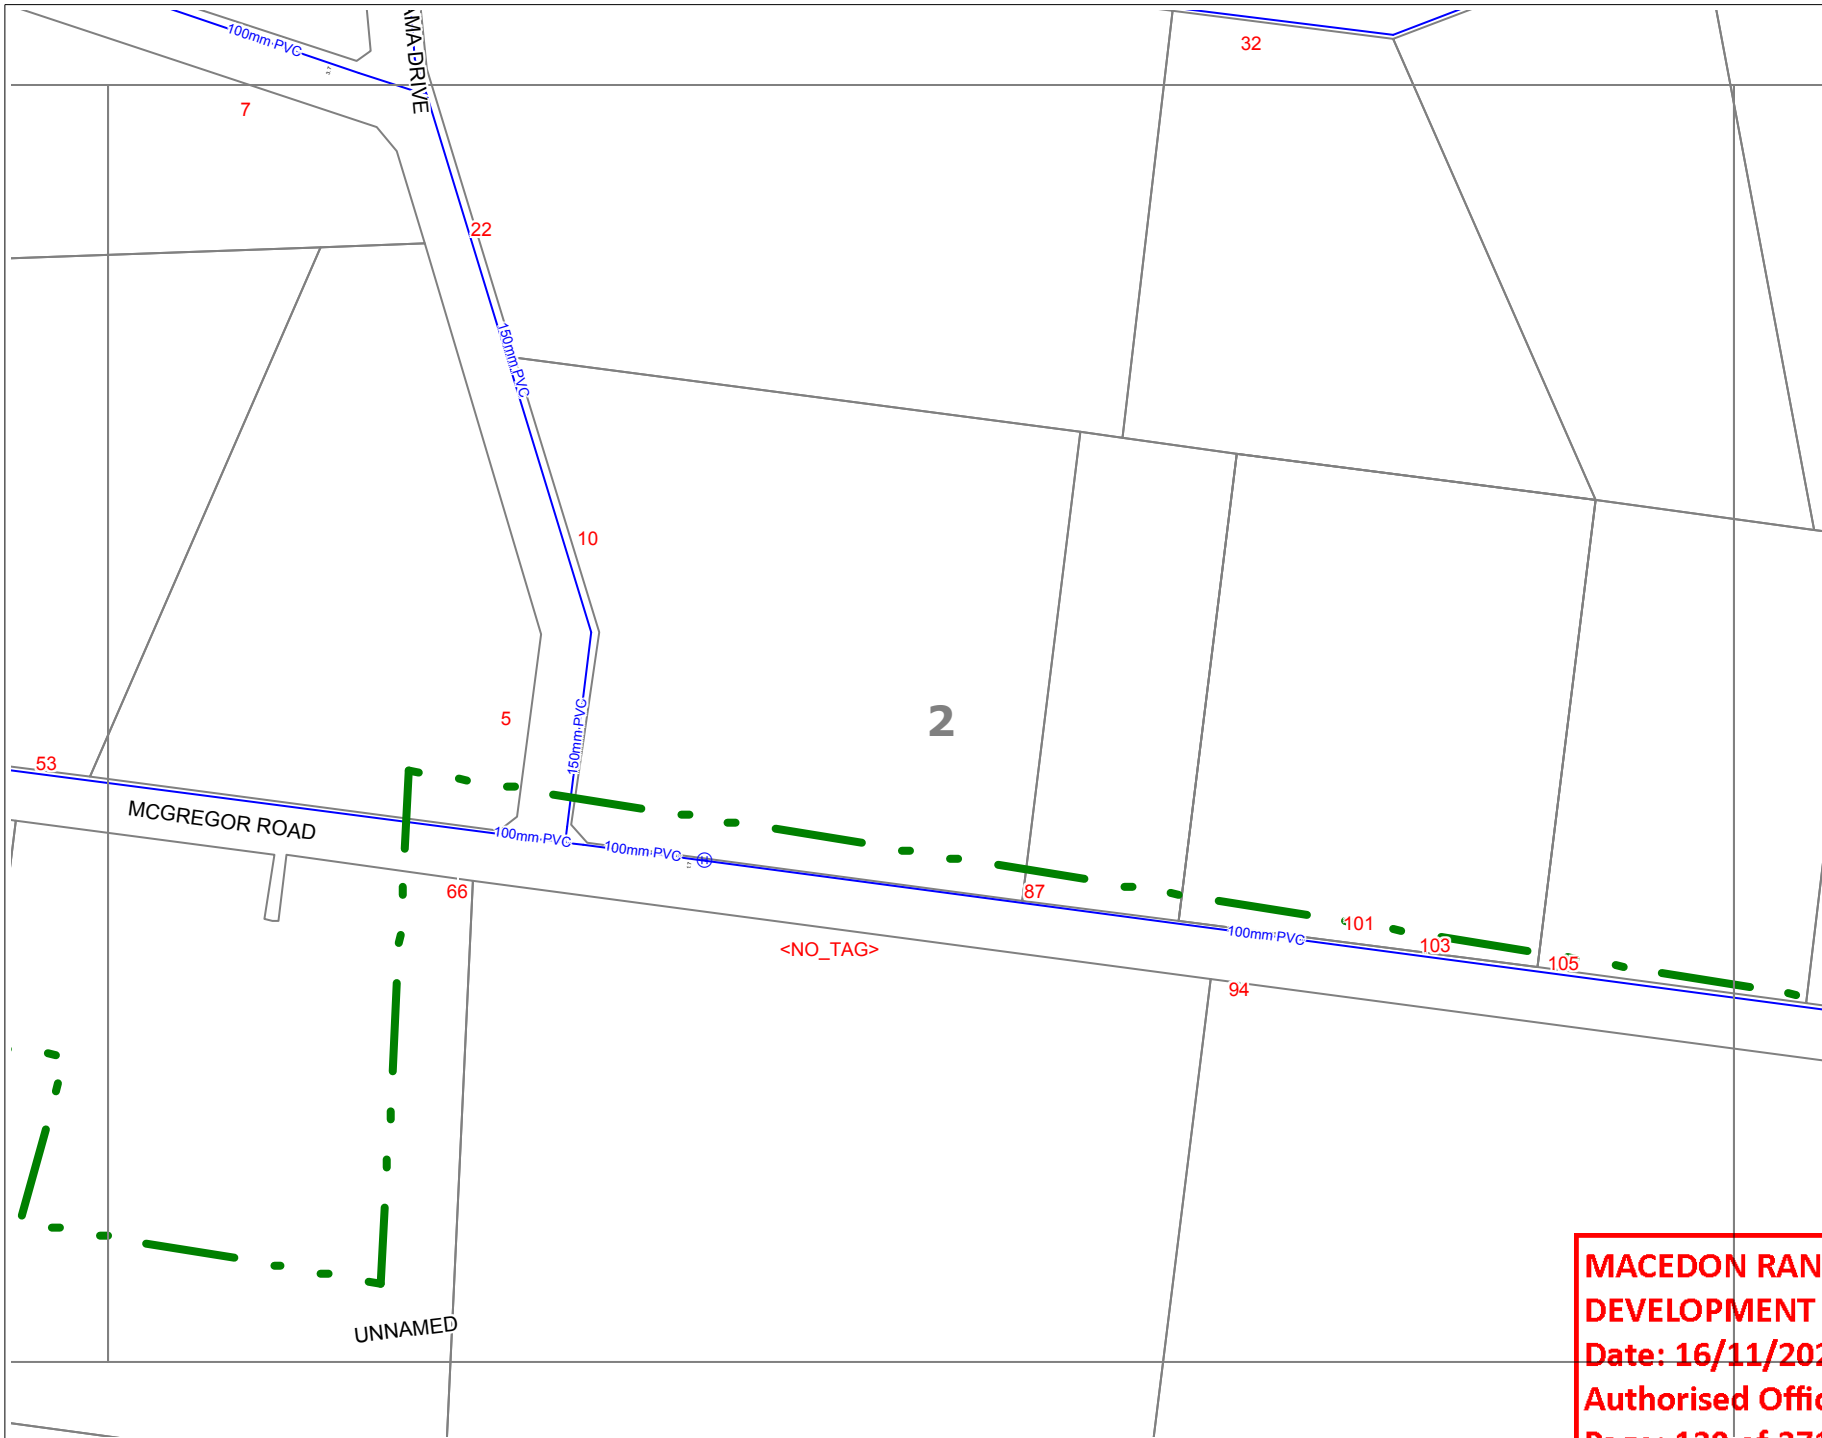 100mm PVC
AMA DRIVE
32
7
22
150mm PVC
10
2
150mm PVC
5
53
MCGREGOR ROAD
100mm PVC
100mm PVC
H
66
87
<NO_TAG>
100mm PVC
101
103
105
94
UNNAMED
MACEDON RAN
DEVELOPMENT
Date: 16/11/202
Authorised Offic